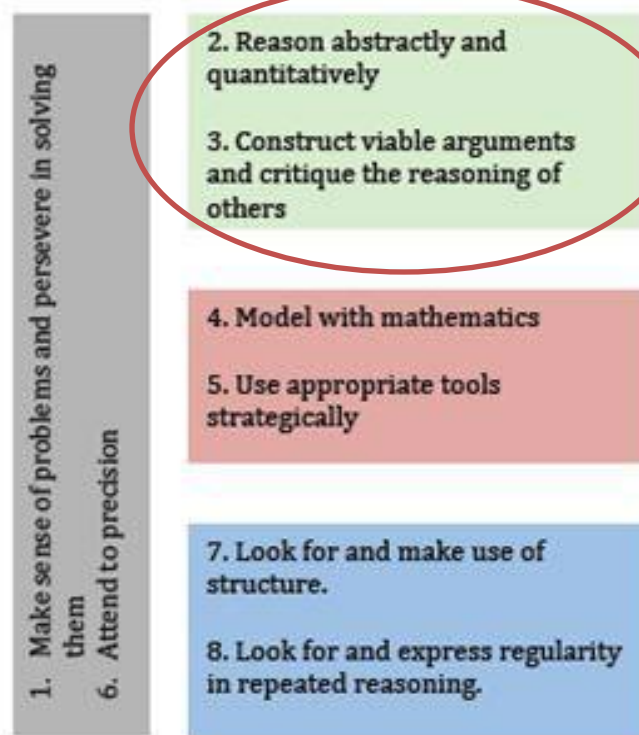 1. Make sense of problems and persevere in solving
them
6. Attend to precision
2. Reason abstractly and
quantitatively
3. Construct viable arguments
and critique the reasoning of
others
4. Model with mathematics
5. Use appropriate tools
strategically
7. Look for and make use of
structure.
8. Look for and express regularity
in repeated reasoning.